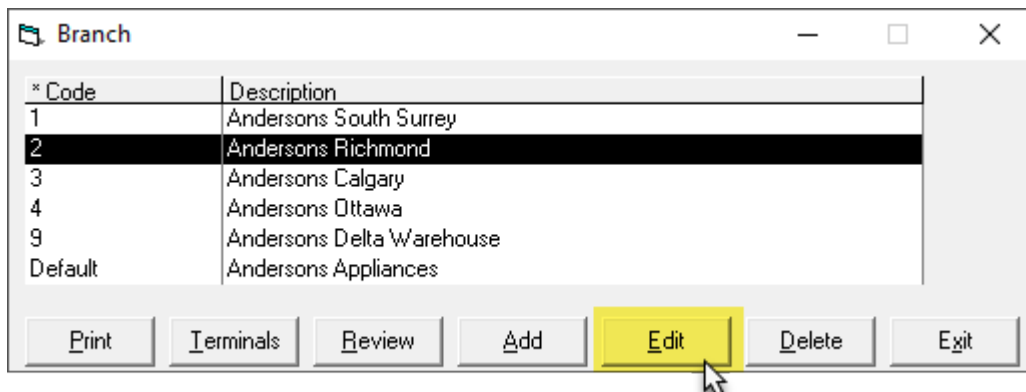 Branch
* Code Description
1 Andersons South Surrey
2 Andersons Richmond
3 Andersons Calgary
4 Andersons Ottawa
9 Andersons Delta Warehouse
Default Andersons Appliances
Print Terminals Review Add Edit Delete Exit